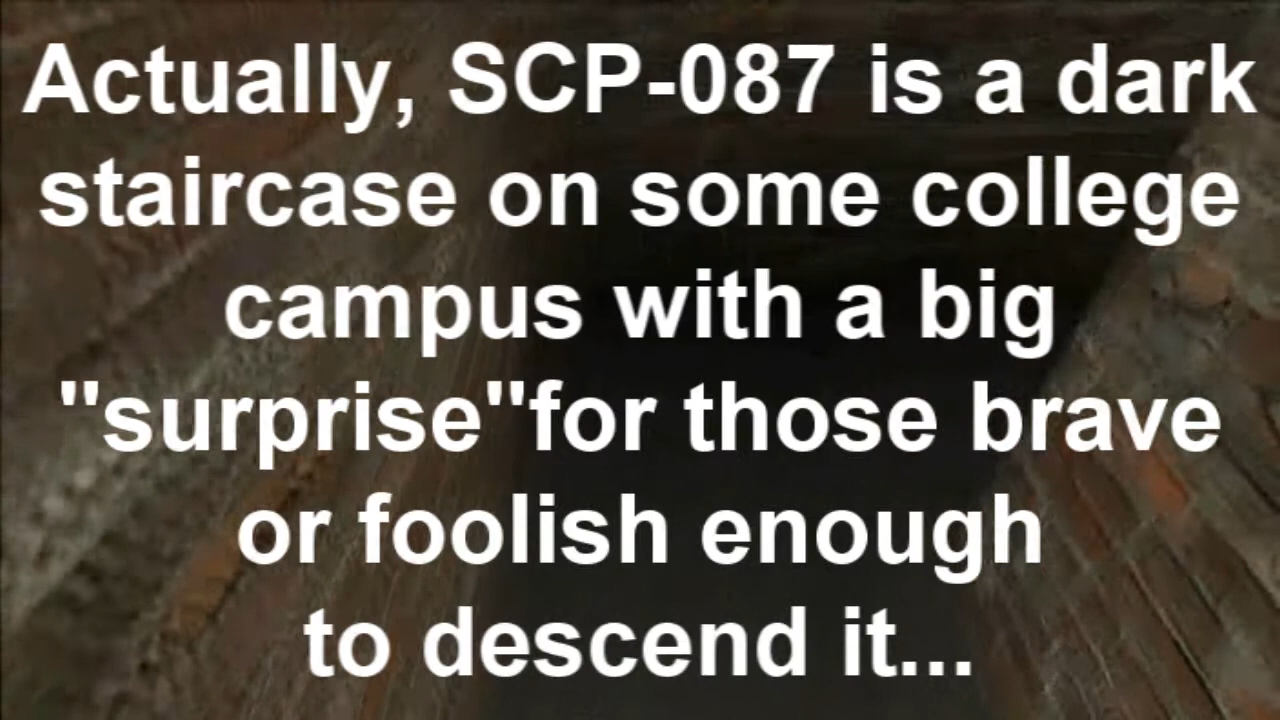 Actually, SCP-087 is a dark
staircase on some college
campus with a big
"surprise"for those brave
or foolish enough
to descend it...